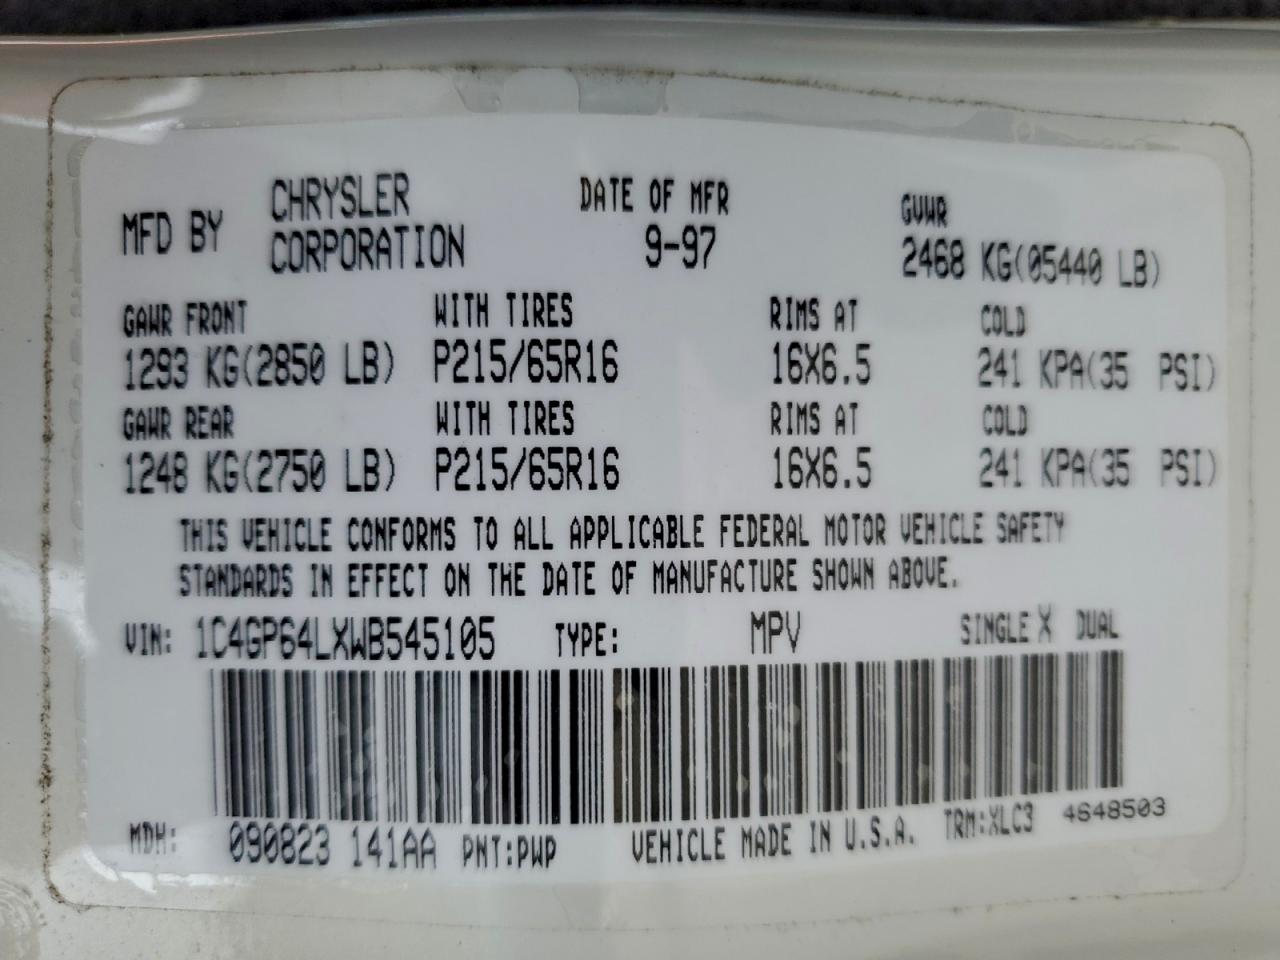 MFD BY CHRYSLER CORPORATION
DATE OF MFR
9-97
GVWR
2468 KG(05440 LB)
GAWR FRONT WITH TIRES RIMS AT COLD
1293 KG(2850 LB) P215/65R16 16X6.5 241 KPA(35 PSI)
GAWR REAR WITH TIRES RIMS AT COLD
1248 KG(2750 LB) P215/65R16 16X6.5 241 KPA(35 PSI)
THIS VEHICLE CONFORMS TO ALL APPLICABLE FEDERAL MOTOR VEHICLE SAFETY
STANDARDS IN EFFECT ON THE DATE OF MANUFACTURE SHOWN ABOVE.
VIN: 1C4GP64LXWB545105 TYPE: MPV SINGLE X DUAL
MDH: 090823 141AA PNT:PWP VEHICLE MADE IN U.S.A. TRM:XLC3 4648503